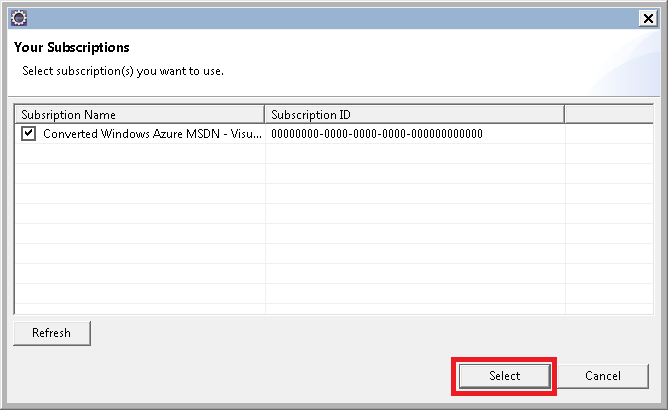 Your Subscriptions
Select subscription(s) you want to use.
Subsription Name Subscription ID
Converted Windows Azure MSDN - Visu... 00000000-0000-0000-0000-000000000000
Refresh
Select Cancel